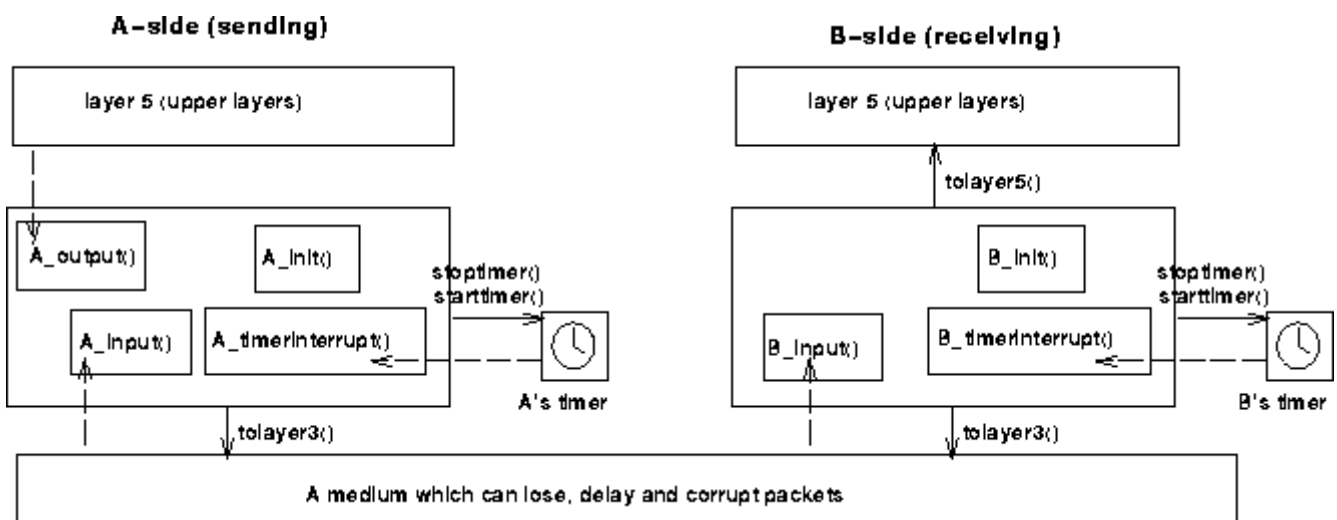 A-side (sending)
B-side (receiving)
layer 5 (upper layers)
layer 5 (upper layers)
tolayer5()
A_output()
A_init()
B_init()
stoptimer()
starttimer()
stoptimer()
starttimer()
A_input()
A_timerinterrupt()
B_input()
B_timerinterrupt()
A's timer
B's timer
tolayer3()
tolayer3()
A medium which can lose, delay and corrupt packets